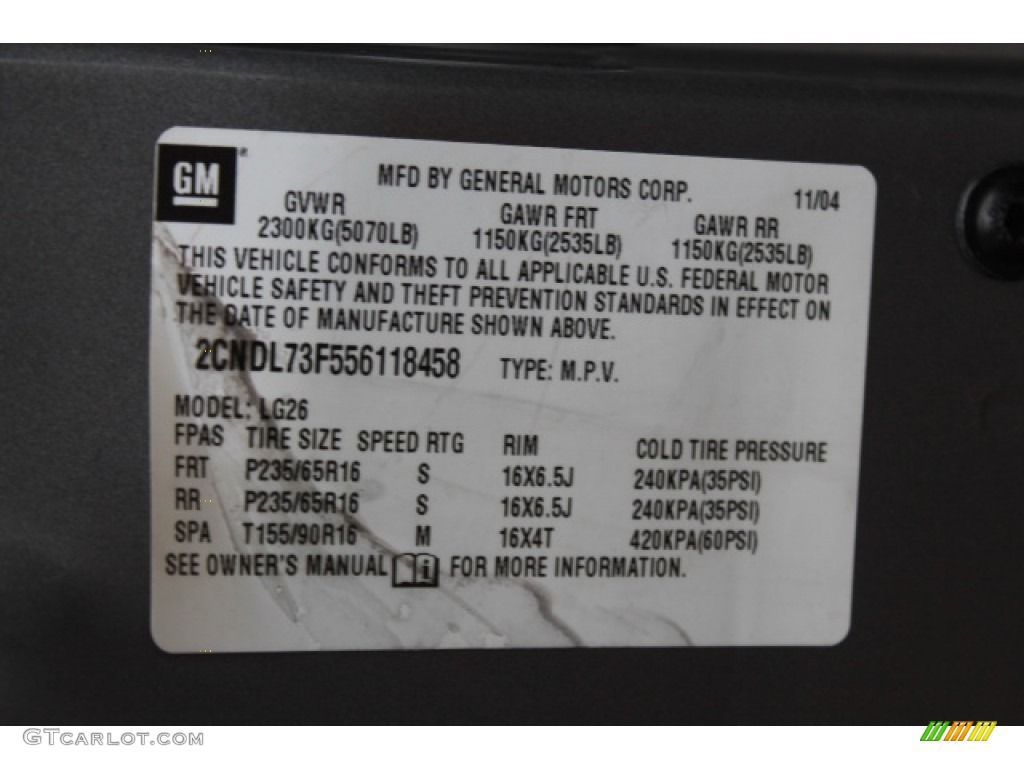 GM®
MFD BY GENERAL MOTORS CORP. 11/04
GVWR GAWR FRT GAWR RR
2300KG(5070LB) 1150KG(2535LB) 1150KG(2535LB)
THIS VEHICLE CONFORMS TO ALL APPLICABLE U.S. FEDERAL MOTOR
VEHICLE SAFETY AND THEFT PREVENTION STANDARDS IN EFFECT ON
THE DATE OF MANUFACTURE SHOWN ABOVE.
2CNDL73F556118458 TYPE: M.P.V.
MODEL: LG26
FPAS TIRE SIZE SPEED RTG RIM COLD TIRE PRESSURE
FRT P235/65R16 S 16X6.5J 240KPA(35PSI)
RR P235/65R16 S 16X6.5J 240KPA(35PSI)
SPA T155/90R16 M 16X4T 420KPA(60PSI)
SEE OWNER'S MANUAL i FOR MORE INFORMATION.
GTCARLOT.COM